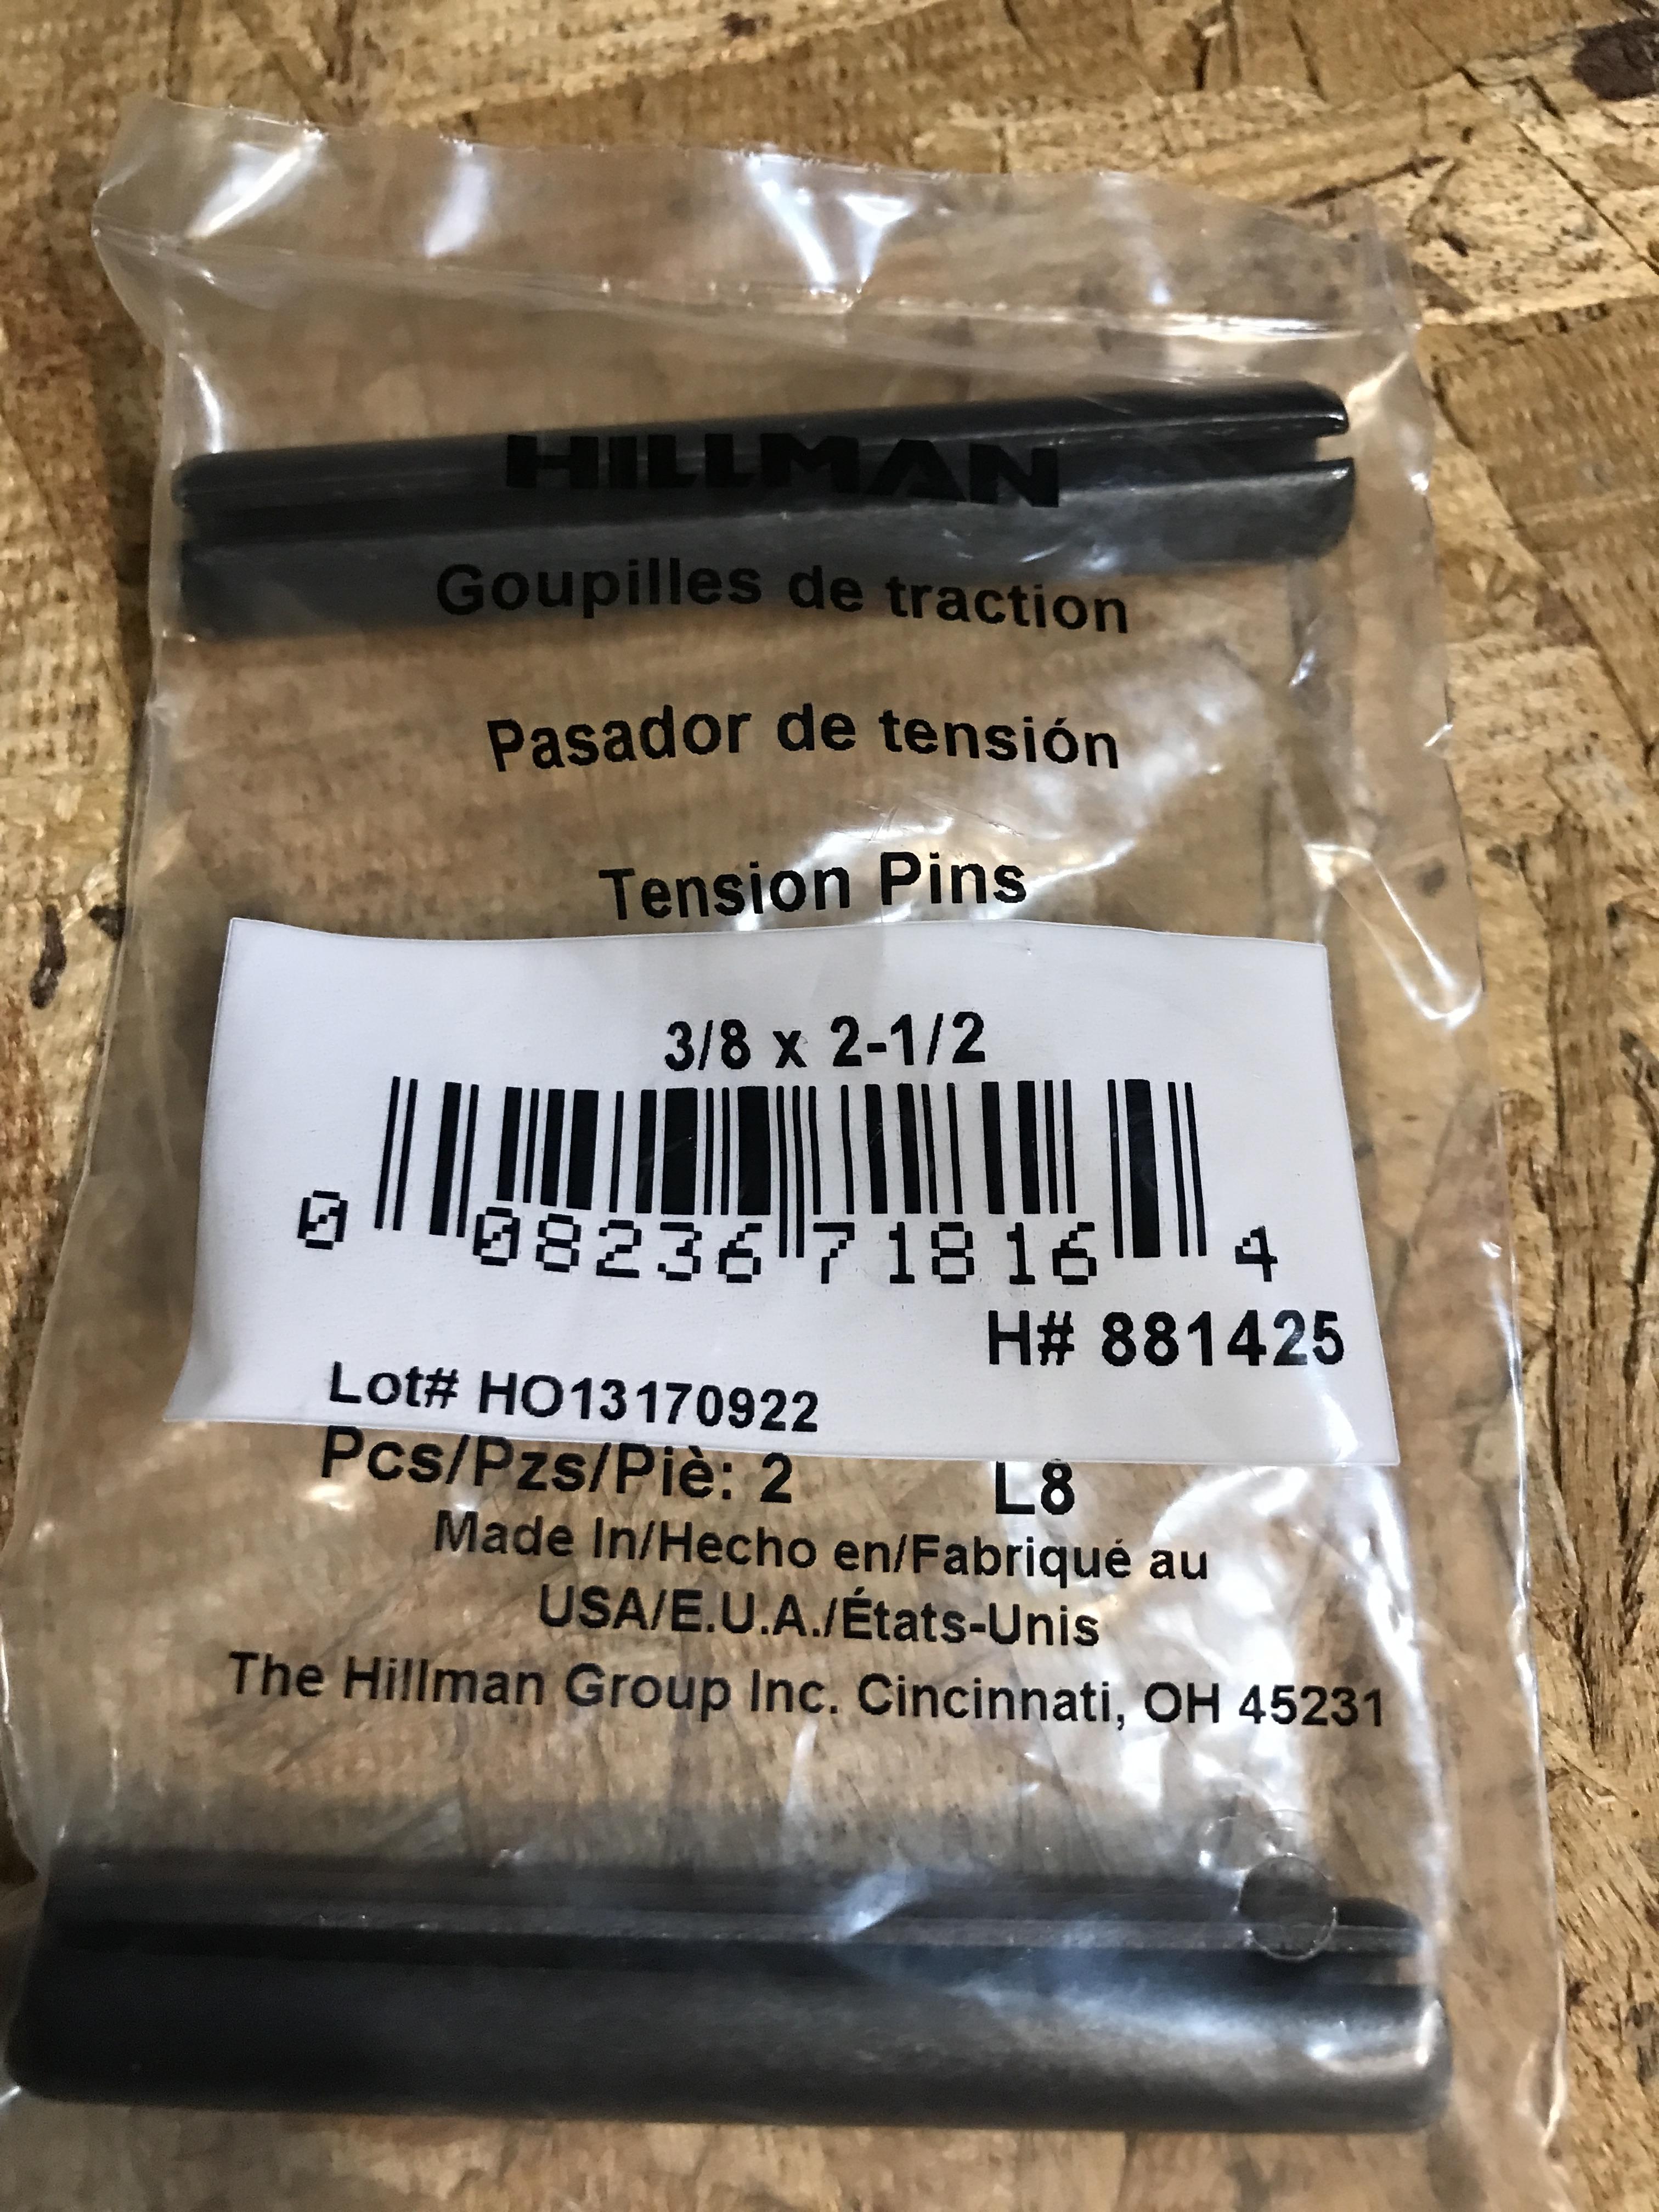 HILLMAN
Goupilles de traction
Pasador de tensión
Tension Pins
3/8 x 2-1/2
0 08236 71816 4
H# 881425
Lot# HO13170922
Pcs/Pzs/Piè: 2 L8
Made In/Hecho en/Fabriqué au
USA/E.U.A./États-Unis
The Hillman Group Inc. Cincinnati, OH 45231